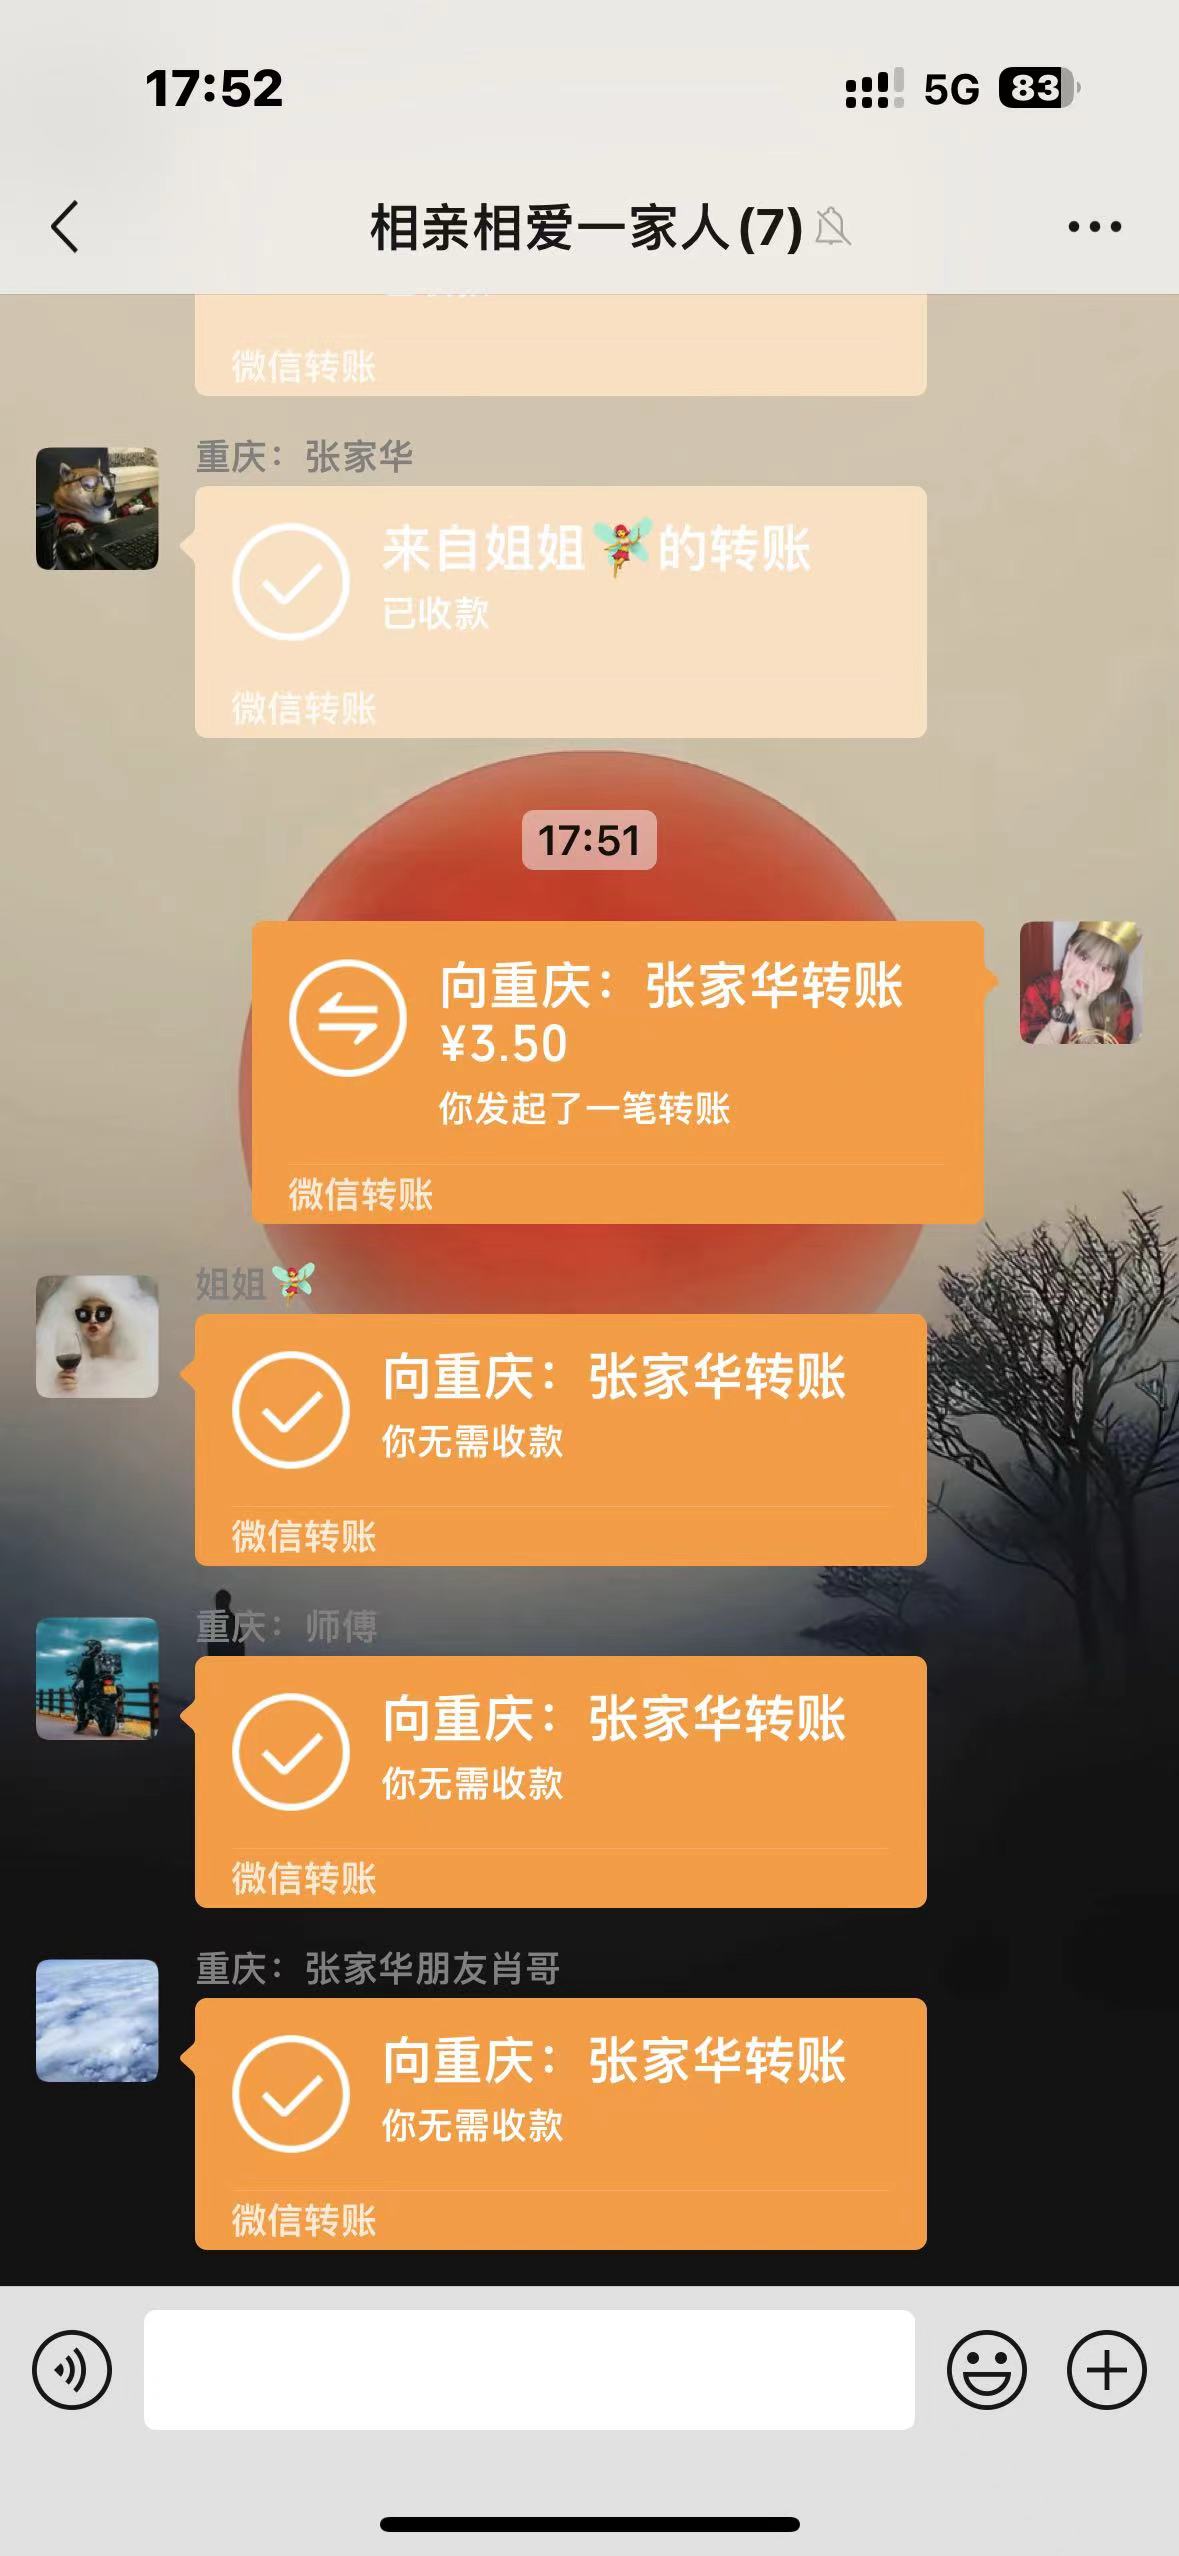 17:52
5G
83
相亲相爱一家人(7)
微信转账
重庆：张家华
来自姐姐🧚的转账
已收款
微信转账
17:51
向重庆：张家华转账
¥3.50
你发起了一笔转账
微信转账
姐姐🧚
向重庆：张家华转账
你无需收款
微信转账
重庆：师傅
向重庆：张家华转账
你无需收款
微信转账
重庆：张家华朋友肖哥
向重庆：张家华转账
你无需收款
微信转账